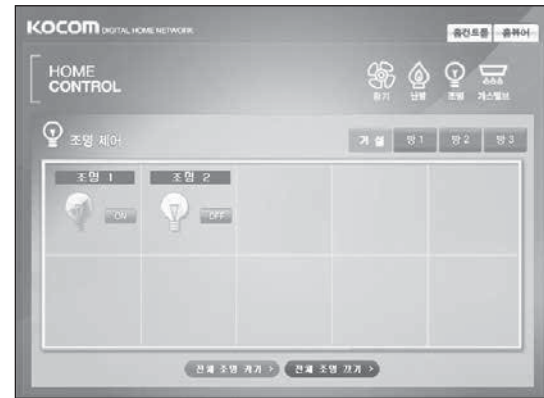 KOCOM DIGITAL HOME NETWORK
홈컨트롤 홈뷰어
HOME
CONTROL
환기 난방 조명 가스밸브
조명 제어
거실 방1 방2 방3
조명 1 조명 2
ON OFF
전체 조명 켜기 > 전체 조명 끄기 >